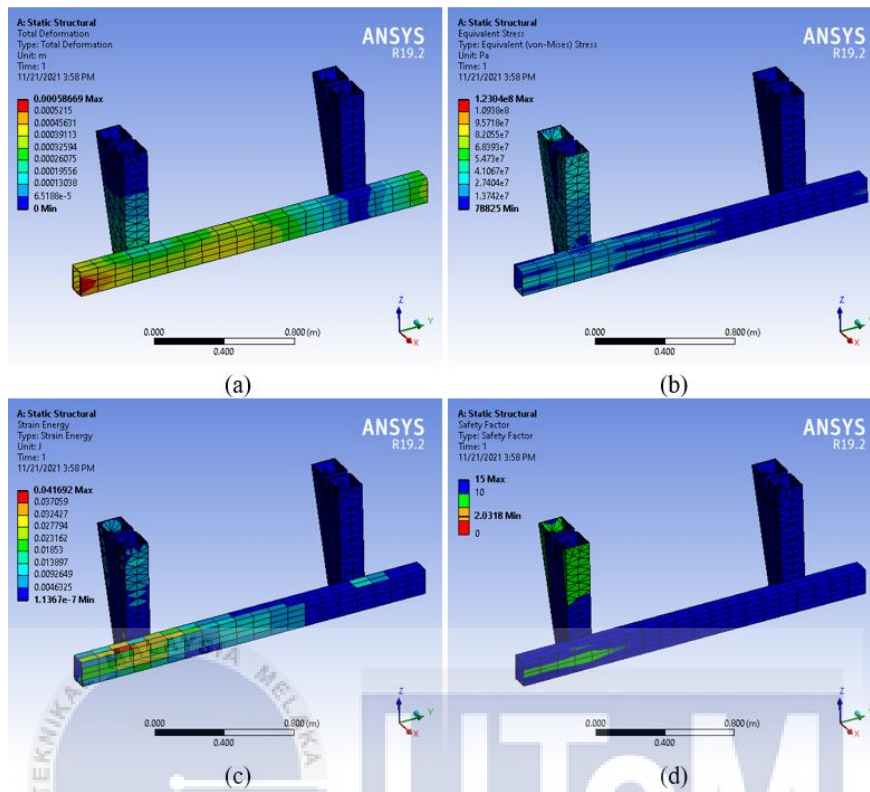 A: Static Structural
Total Deformation
Type: Total Deformation
Unit: m
Time: 1
11/21/2021 3:58 PM
0.00058669 Max
0.0005215
0.00045631
0.00039113
0.00032594
0.00026075
0.00019556
0.00013038
6.5188e-5
0 Min
ANSYS
R19.2
Z
Y
X
0.000
0.800 (m)
0.400
(a)
A: Static Structural
Equivalent Stress
Type: Equivalent (von-Mises) Stress
Unit: Pa
Time: 1
11/21/2021 3:58 PM
1.2304e8 Max
1.0938e8
9.5718e7
8.2055e7
6.8393e7
5.473e7
4.1067e7
2.7404e7
1.3742e7
78825 Min
ANSYS
R19.2
Z
Y
X
0.000
0.800 (m)
0.400
(b)
A: Static Structural
Strain Energy
Type: Strain Energy
Unit: J
Time: 1
11/21/2021 3:58 PM
0.041692 Max
0.037059
0.032427
0.027794
0.023162
0.01853
0.013897
0.0092649
0.0046325
1.1367e-7 Min
ANSYS
R19.2
Z
Y
X
0.000
0.800 (m)
0.400
(c)
A: Static Structural
Safety Factor
Type: Safety Factor
Time: 1
11/21/2021 3:58 PM
15 Max
10
2.0318 Min
0
ANSYS
R19.2
Z
Y
X
0.000
0.800 (m)
0.400
(d)
TEKNIKA
MELAKA
UTeM